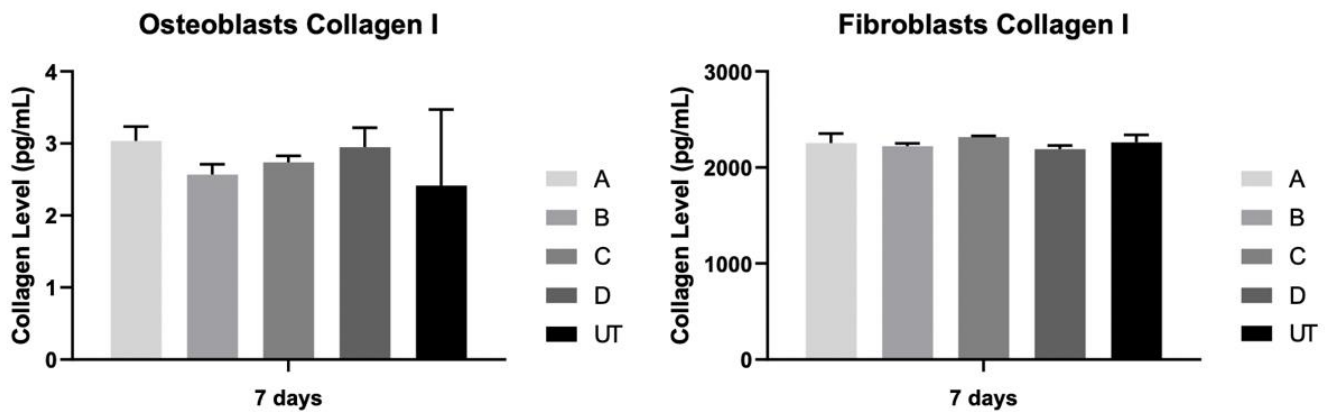 Osteoblasts Collagen I
Collagen Level (pg/mL)
4
3
2
1
0
7 days
A
B
C
D
UT
Fibroblasts Collagen I
Collagen Level (pg/mL)
3000
2000
1000
0
7 days
A
B
C
D
UT